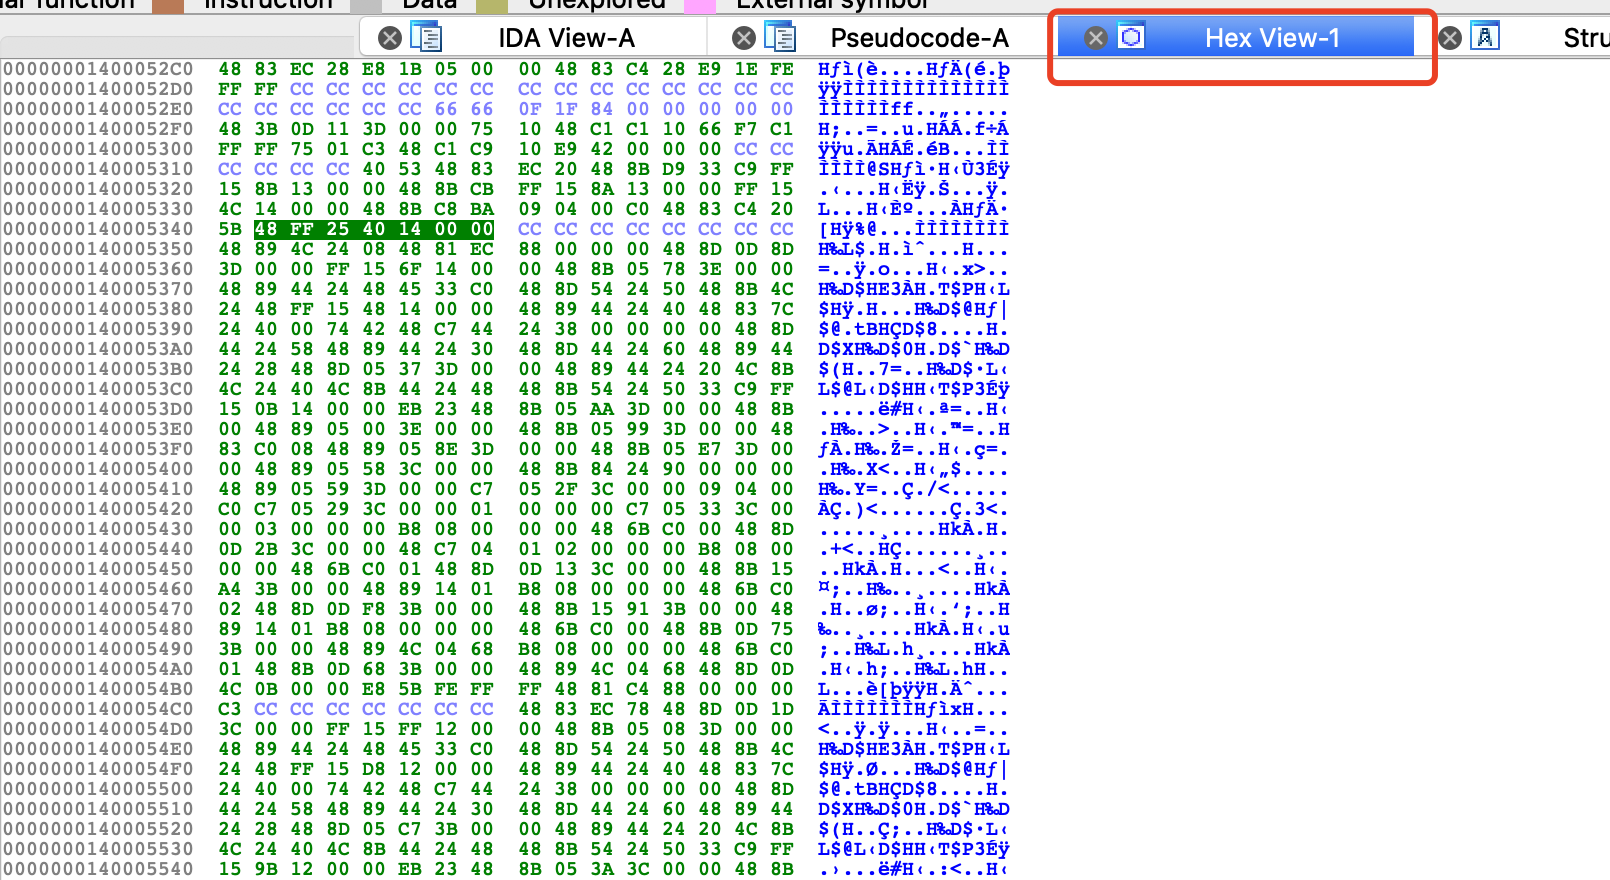 ar function Instruction Data Unexplored External symbol
IDA View-A Pseudocode-A Hex View-1 Stru
00000001400052C0 48 83 EC 28 E8 1B 05 00 00 48 83 C4 28 E9 1E FE Hƒì(è....HƒÄ(é.þ
00000001400052D0 FF FF CC CC CC CC CC CC CC CC CC CC CC CC CC CC ÿÿÌÌÌÌÌÌÌÌÌÌÌÌÌÌ
00000001400052E0 CC CC CC CC CC CC 66 66 0F 1F 84 00 00 00 00 00 ÌÌÌÌÌÌff..„.....
00000001400052F0 48 3B 0D 11 3D 00 00 75 10 48 C1 C1 10 66 F7 C1 H;..=..u.HÁÁ.f÷Á
0000000140005300 FF FF 75 01 C3 48 C1 C9 10 E9 42 00 00 00 CC CC ÿÿu.ÃHÁÉ.éB...ÌÌ
0000000140005310 CC CC CC CC 40 53 48 83 EC 20 48 8B D9 33 C9 FF ÌÌÌÌ@SHƒì·H‹Ù3Éÿ
0000000140005320 15 8B 13 00 00 48 8B CB FF 15 8A 13 00 00 FF 15 .‹...H‹Ëÿ.Š...ÿ.
0000000140005330 4C 14 00 00 48 8B C8 BA 09 04 00 C0 48 83 C4 20 L...H‹Èº...ÀHƒÄ·
0000000140005340 5B 48 FF 25 40 14 00 00 CC CC CC CC CC CC CC CC [Hÿ%@...ÌÌÌÌÌÌÌÌ
0000000140005350 48 89 4C 24 08 48 81 EC 88 00 00 00 48 8D 0D 8D H‰L$.H.ìˆ...H...
0000000140005360 3D 00 00 FF 15 6F 14 00 00 48 8B 05 78 3E 00 00 =..ÿ.o...H‹.x>..
0000000140005370 48 89 44 24 48 45 33 C0 48 8D 54 24 50 48 8B 4C H‰D$HE3ÀH.T$PH‹L
0000000140005380 24 48 FF 15 48 14 00 00 48 89 44 24 40 48 83 7C $Hÿ.H...H‰D$@Hƒ|
0000000140005390 24 40 00 74 42 48 C7 44 24 38 00 00 00 00 48 8D $@.tBHÇD$8....H.
00000001400053A0 44 24 58 48 89 44 24 30 48 8D 44 24 60 48 89 44 D$XH‰D$0H.D$`H‰D
00000001400053B0 24 28 48 8D 05 37 3D 00 00 48 89 44 24 20 4C 8B $(H..7=..H‰D$·L‹
00000001400053C0 4C 24 40 4C 8B 44 24 48 48 8B 54 24 50 33 C9 FF L$@L‹D$HH‹T$P3Éÿ
00000001400053D0 15 0B 14 00 00 EB 23 48 8B 05 AA 3D 00 00 48 8B .....ë#H‹.ª=..H‹
00000001400053E0 00 48 89 05 00 3E 00 00 48 8B 05 99 3D 00 00 48 .H‰..>..H‹.™=..H
00000001400053F0 83 C0 08 48 89 05 8E 3D 00 00 48 8B 05 E7 3D 00 ƒÀ.H‰.Ž=..H‹.ç=.
0000000140005400 00 48 89 05 58 3C 00 00 48 8B 84 24 90 00 00 00 .H‰.X<..H‹„$....
0000000140005410 48 89 05 59 3D 00 00 C7 05 2F 3C 00 00 09 04 00 H‰.Y=..Ç./<.....
0000000140005420 C0 C7 05 29 3C 00 00 01 00 00 00 C7 05 33 3C 00 ÀÇ.)<......Ç.3<.
0000000140005430 00 03 00 00 00 B8 08 00 00 00 48 6B C0 00 48 8D .....¸....HkÀ.H.
0000000140005440 0D 2B 3C 00 00 48 C7 04 01 02 00 00 00 B8 08 00 .+<..HÇ......¸..
0000000140005450 00 00 48 6B C0 01 48 8D 0D 13 3C 00 00 48 8B 15 ..HkÀ.H...<..H‹.
0000000140005460 A4 3B 00 00 48 89 14 01 B8 08 00 00 00 48 6B C0 ¤;..H‰..¸....HkÀ
0000000140005470 02 48 8D 0D F8 3B 00 00 48 8B 15 91 3B 00 00 48 .H..ø;..H‹.‘;..H
0000000140005480 89 14 01 B8 08 00 00 00 48 6B C0 00 48 8B 0D 75 ‰..¸....HkÀ.H‹.u
0000000140005490 3B 00 00 48 89 4C 04 68 B8 08 00 00 00 48 6B C0 ;..H‰L.h¸....HkÀ
00000001400054A0 01 48 8B 0D 68 3B 00 00 48 89 4C 04 68 48 8D 0D .H‹.h;..H‰L.hH..
00000001400054B0 4C 0B 00 00 E8 5B FE FF FF 48 81 C4 88 00 00 00 L...è[þÿÿH.Äˆ...
00000001400054C0 C3 CC CC CC CC CC CC CC 48 83 EC 78 48 8D 0D 1D ÃÌÌÌÌÌÌÌHƒìxH...
00000001400054D0 3C 00 00 FF 15 FF 12 00 00 48 8B 05 08 3D 00 00 <..ÿ.ÿ...H‹..=..
00000001400054E0 48 89 44 24 48 45 33 C0 48 8D 54 24 50 48 8B 4C H‰D$HE3ÀH.T$PH‹L
00000001400054F0 24 48 FF 15 D8 12 00 00 48 89 44 24 40 48 83 7C $Hÿ.Ø...H‰D$@Hƒ|
0000000140005500 24 40 00 74 42 48 C7 44 24 38 00 00 00 00 48 8D $@.tBHÇD$8....H.
0000000140005510 44 24 58 48 89 44 24 30 48 8D 44 24 60 48 89 44 D$XH‰D$0H.D$`H‰D
0000000140005520 24 28 48 8D 05 C7 3B 00 00 48 89 44 24 20 4C 8B $(H..Ç;..H‰D$·L‹
0000000140005530 4C 24 40 4C 8B 44 24 48 48 8B 54 24 50 33 C9 FF L$@L‹D$HH‹T$P3Éÿ
0000000140005540 15 9B 12 00 00 EB 23 48 8B 05 3A 3C 00 00 48 8B .›...ë#H‹.:<..H‹